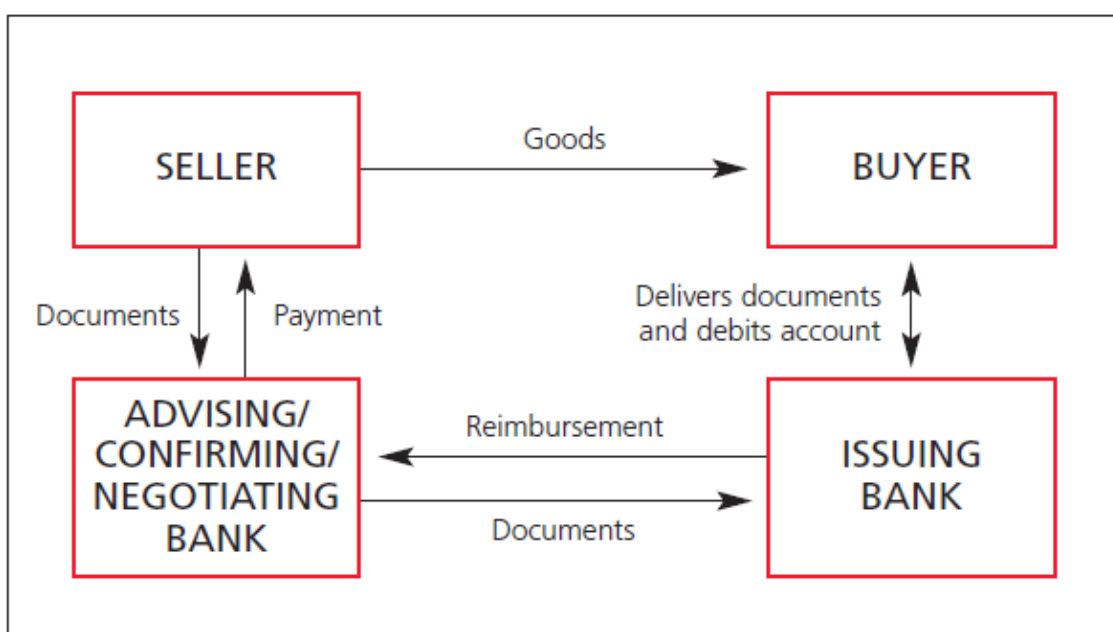 SELLER
Goods
BUYER
Documents
Payment
Delivers documents
and debits account
ADVISING/
CONFIRMING/
NEGOTIATING
BANK
Reimbursement
Documents
ISSUING
BANK